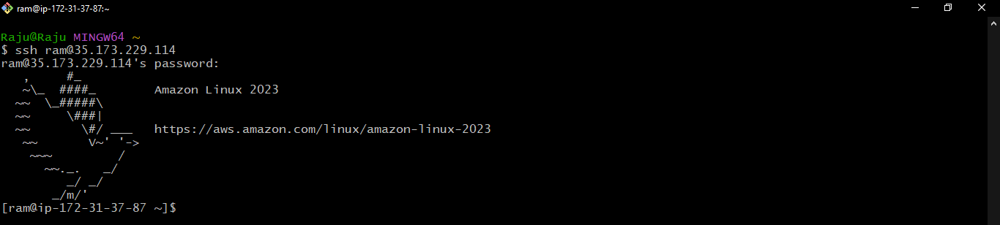 ram@ip-172-31-37-87:~
Raju@Raju MINGW64 ~
$ ssh ram@35.173.229.114
ram@35.173.229.114's password:
   ,     #_
   ~\_  ####_        Amazon Linux 2023
  ~~  \_#####\
  ~~     \###|
  ~~       \#/ ___   https://aws.amazon.com/linux/amazon-linux-2023
   ~~       V~' '->
    ~~~         /
      ~~._.   _/
         _/ _/
       _/m/'
[ram@ip-172-31-37-87 ~]$